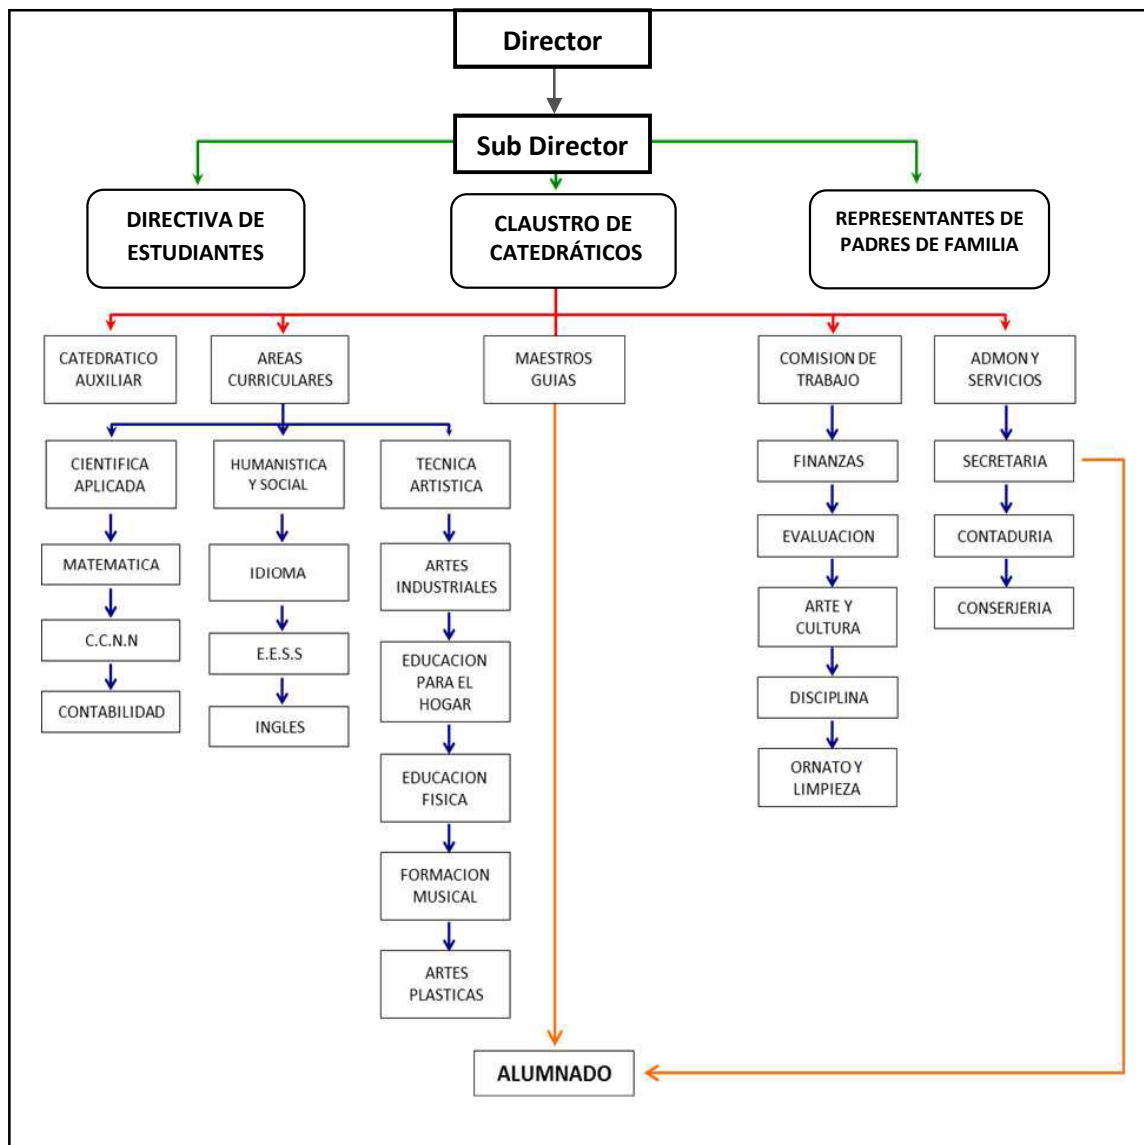 Director
Sub Director
DIRECTIVA DE
ESTUDIANTES
CLAUSTRO DE
CATEDRÁTICOS
REPRESENTANTES DE
PADRES DE FAMILIA
CATEDRATICO
AUXILIAR
AREAS
CURRICULARES
MAESTROS
GUIAS
COMISION DE
TRABAJO
ADMON Y
SERVICIOS
CIENTIFICA
APLICADA
HUMANISTICA
Y SOCIAL
TECNICA
ARTISTICA
FINANZAS
SECRETARIA
MATEMATICA
IDIOMA
ARTES
INDUSTRIALES
EVALUACION
CONTADURIA
C.C.N.N
E.E.S.S
EDUCACION
PARA EL
HOGAR
ARTE Y
CULTURA
CONSERJERIA
CONTABILIDAD
INGLES
DISCIPLINA
EDUCACION
FISICA
ORNATO Y
LIMPIEZA
FORMACION
MUSICAL
ARTES
PLASTICAS
ALUMNADO